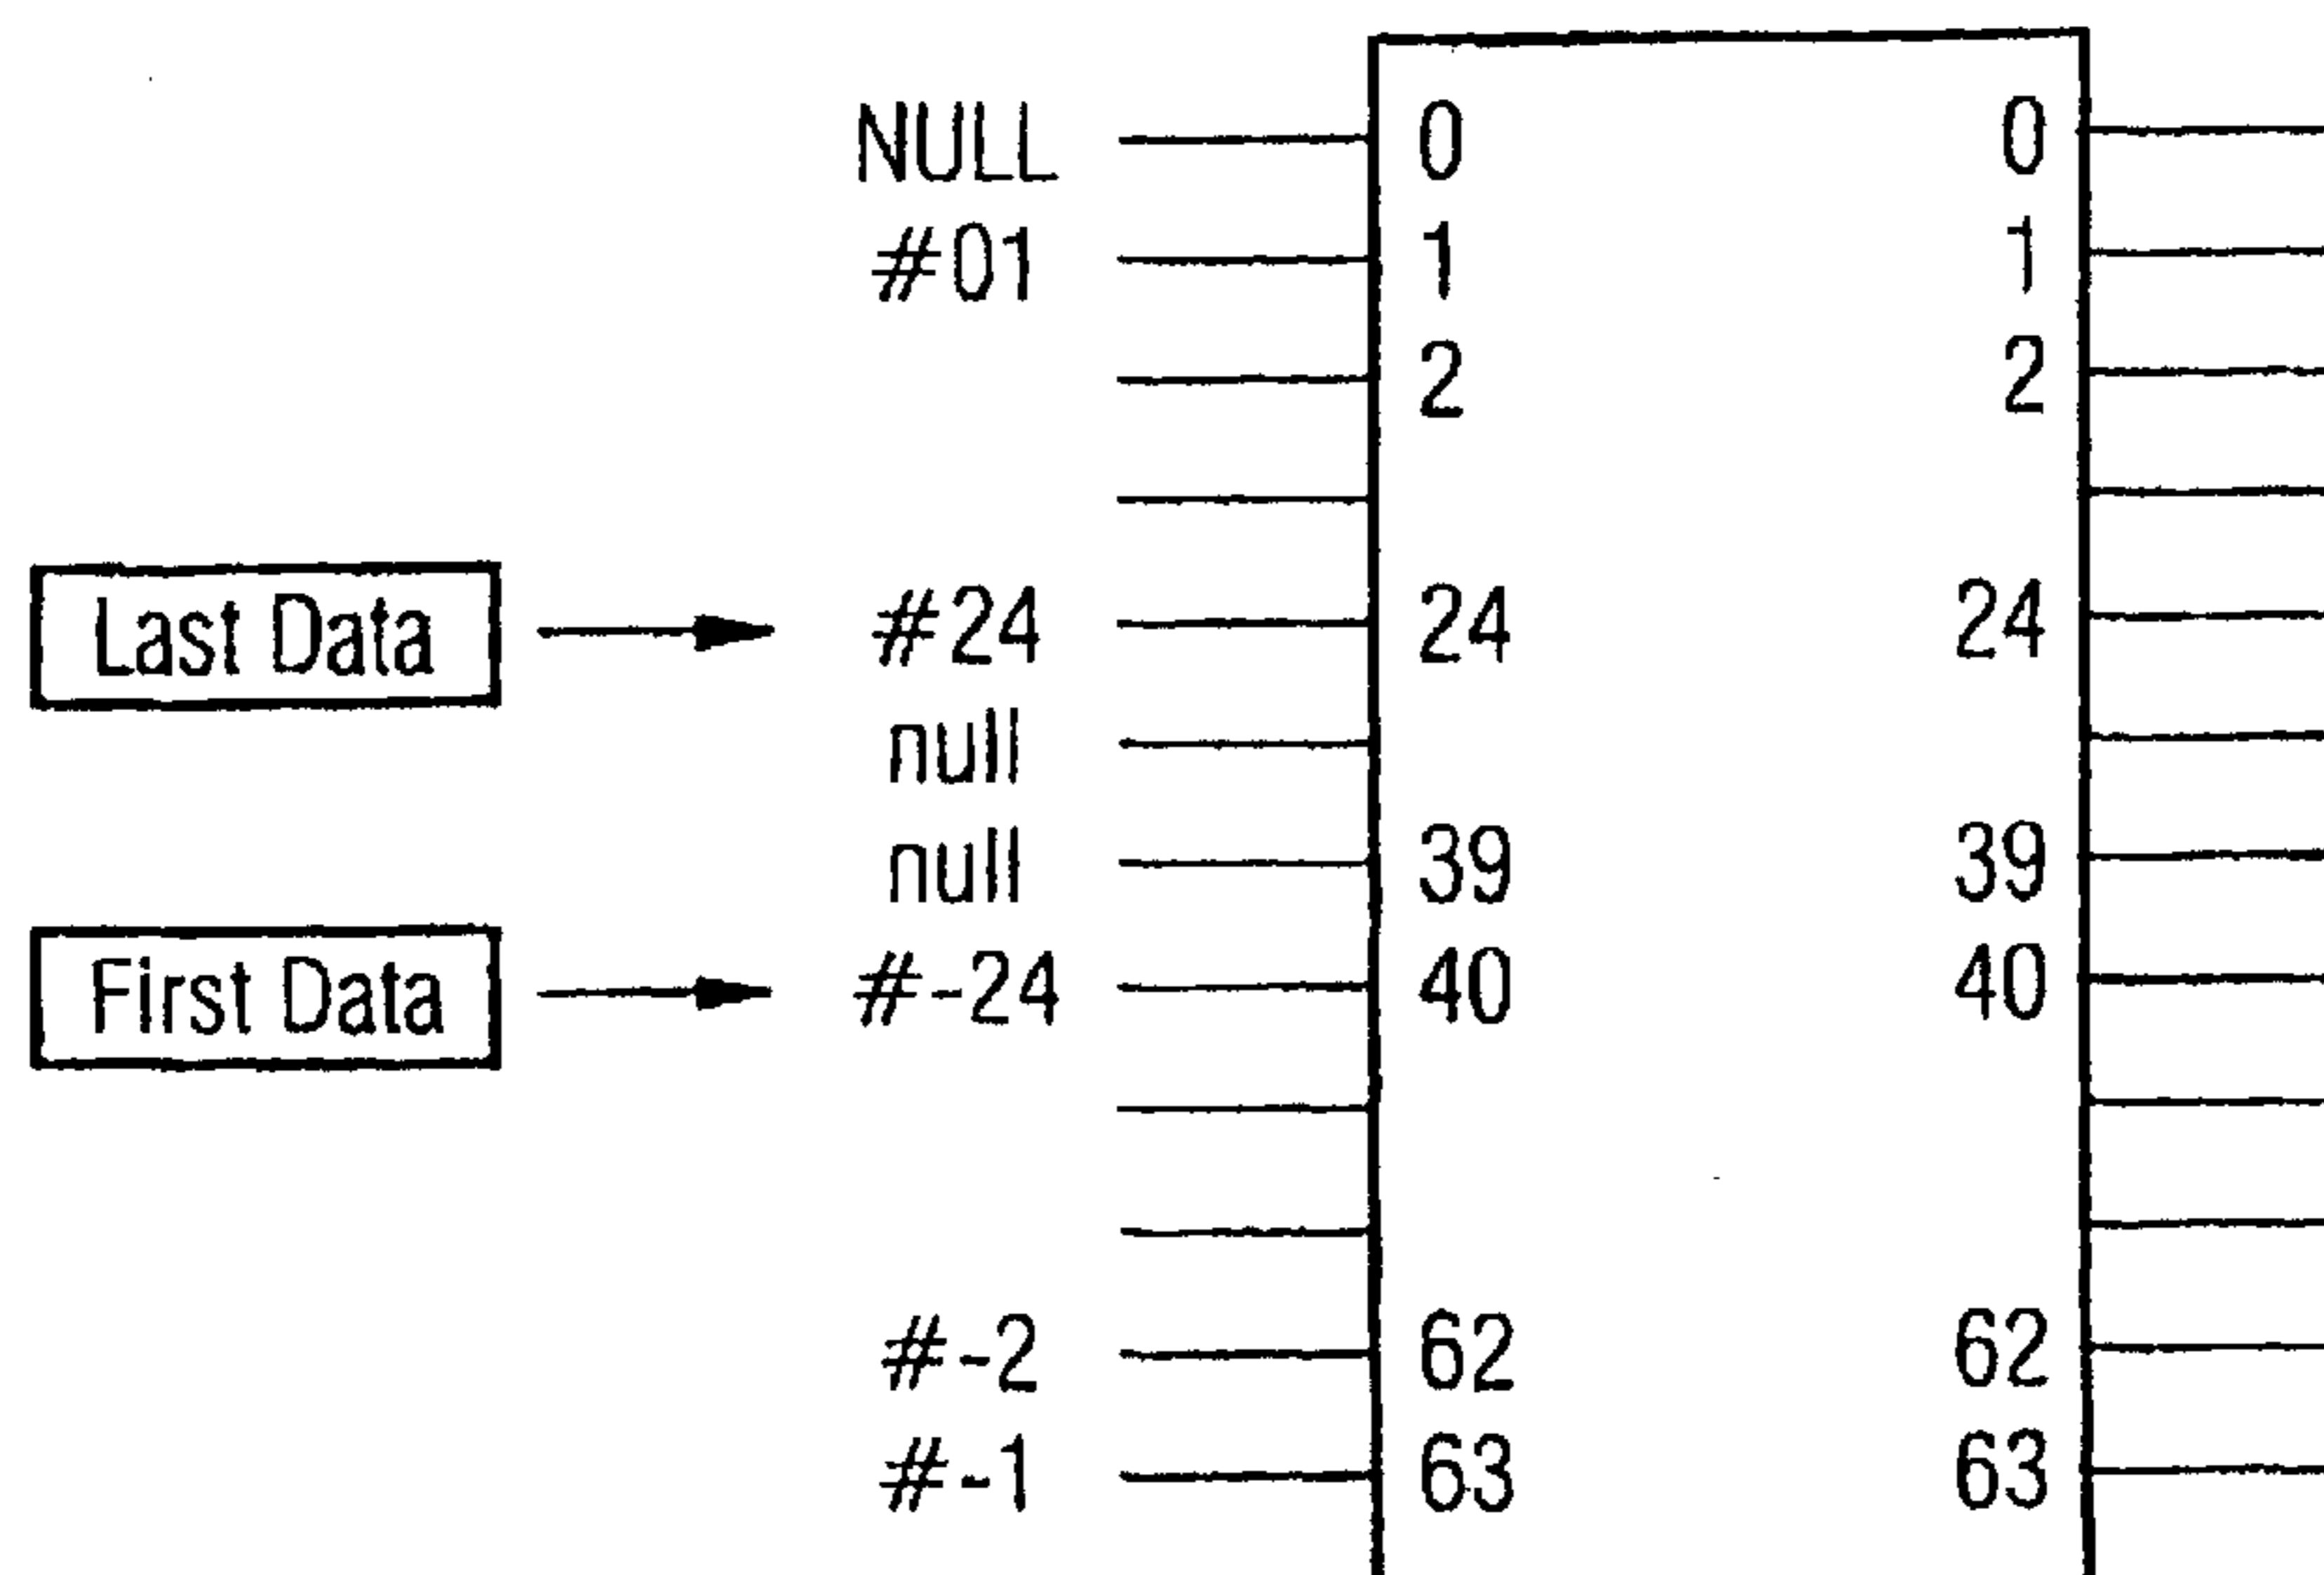 NULL 0 0
#01 1 1
2 2
Last Data #24 24 24
null
null 39 39
First Data #-24 40 40
#-2 62 62
#-1 63 63